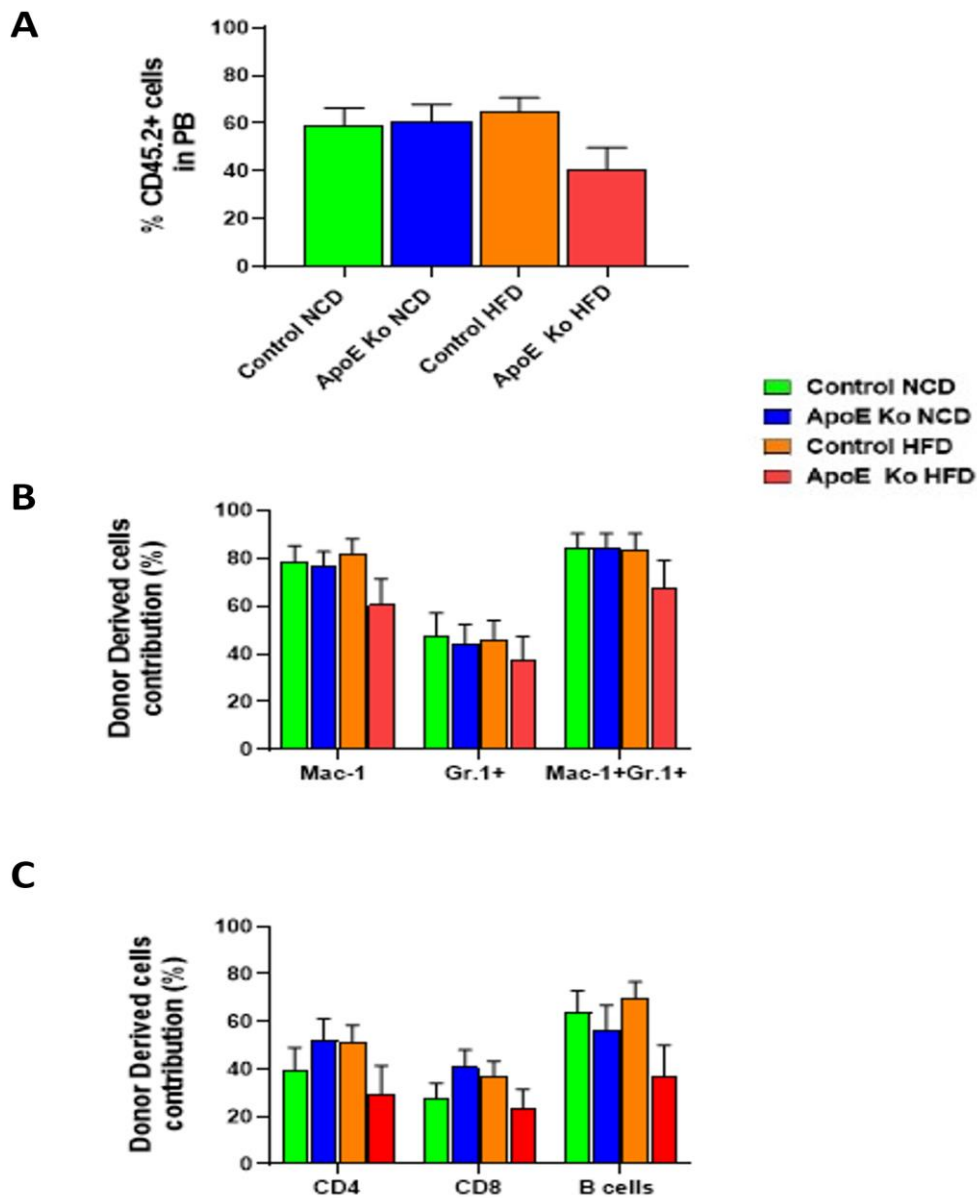 A
% CD45.2+ cells
in PB
100
80
60
40
20
0
Control NCD
ApoE Ko NCD
Control HFD
ApoE Ko HFD
Control NCD
ApoE Ko NCD
Control HFD
ApoE Ko HFD
B
Donor Derived cells
contribution (%)
100
80
60
40
20
0
Mac-1
Gr.1+
Mac-1+Gr.1+
C
Donor Derived cells
contribution (%)
100
80
60
40
20
0
CD4
CD8
B cells